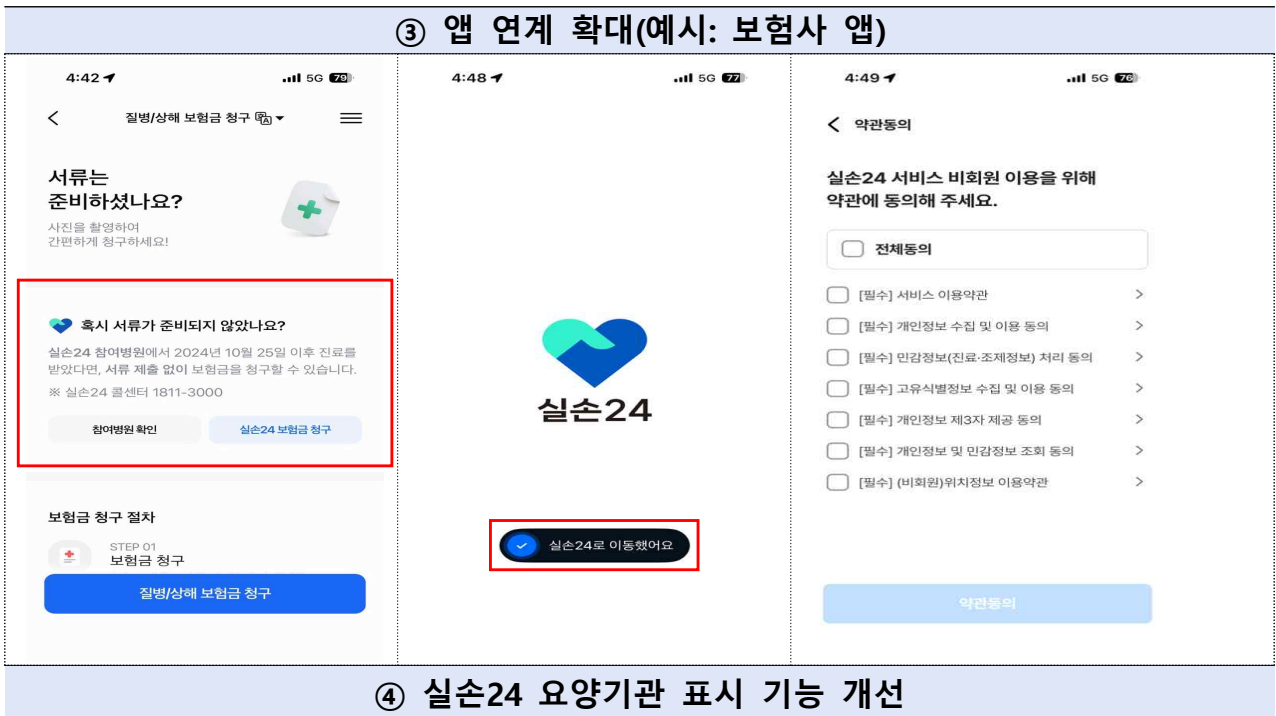 ③ 앱 연계 확대(예시: 보험사 앱)
4:42
5G 79
질병/상해 보험금 청구
서류는
준비하셨나요?
사진을 촬영하여
간편하게 청구하세요!
혹시 서류가 준비되지 않았나요?
실손24 참여병원에서 2024년 10월 25일 이후 진료를
받았다면, 서류 제출 없이 보험금을 청구할 수 있습니다.
※ 실손24 콜센터 1811-3000
참여병원 확인
실손24 보험금 청구
보험금 청구 절차
STEP 01
보험금 청구
질병/상해 보험금 청구
4:48
5G 77
실손24
실손24로 이동했어요
4:49
5G 76
약관동의
실손24 서비스 비회원 이용을 위해
약관에 동의해 주세요.
전체동의
[필수] 서비스 이용약관
[필수] 개인정보 수집 및 이용 동의
[필수] 민감정보(진료·조제정보) 처리 동의
[필수] 고유식별정보 수집 및 이용 동의
[필수] 개인정보 제3자 제공 동의
[필수] 개인정보 및 민감정보 조회 동의
[필수] (비회원)위치정보 이용약관
약관동의
④ 실손24 요양기관 표시 기능 개선